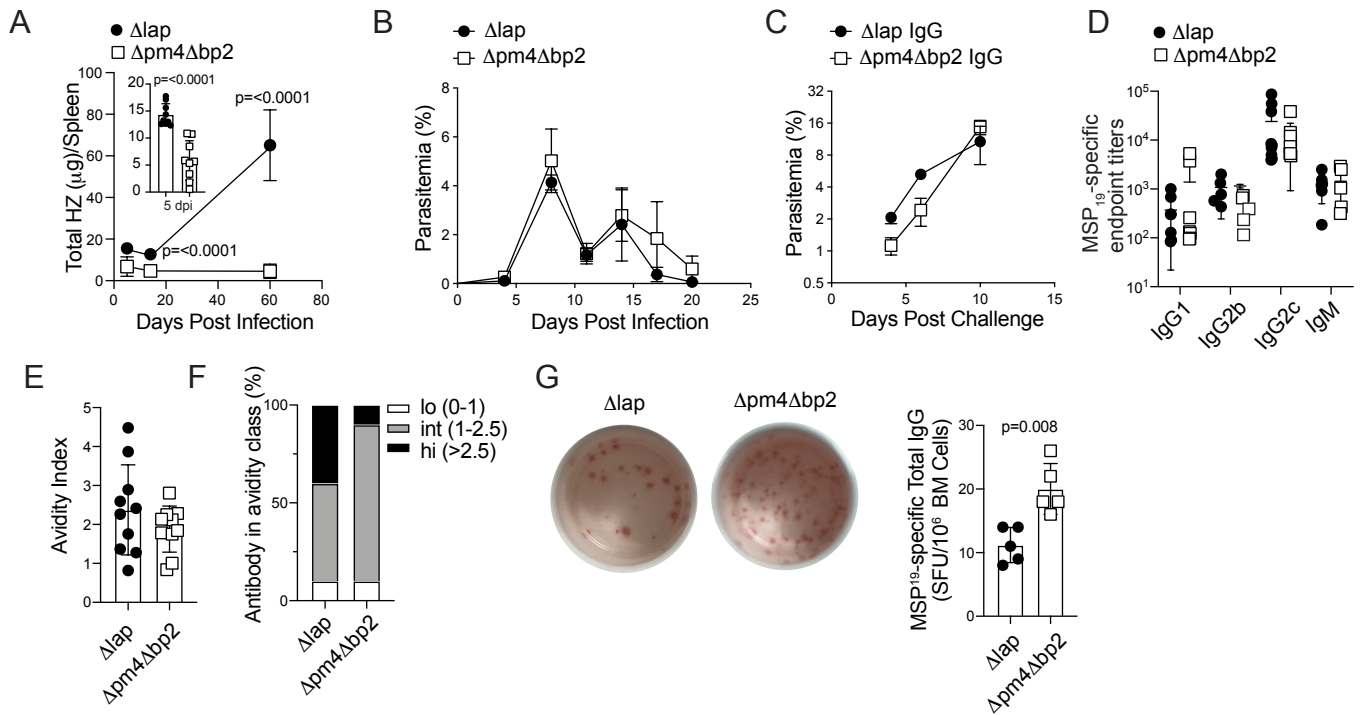 A
Δlap
Δpm4Δbp2
Total HZ (μg)/Spleen
100
80
60
40
20
0
0
20
40
60
80
Days Post Infection
p=<0.0001
20
15
10
5
0
5 dpi
p=<0.0001
p=<0.0001
B
Δlap
Δpm4Δbp2
Parasitemia (%)
8
6
4
2
0
0
5
10
15
20
25
Days Post Infection
C
Δlap IgG
Δpm4Δbp2 IgG
Parasitemia (%)
32
16
8
4
2
1
0.5
0
5
10
15
Days Post Challenge
D
Δlap
Δpm4Δbp2
MSP19-specific
endpoint titers
10⁵
10⁴
10³
10²
10¹
IgG1
IgG2b
IgG2c
IgM
E
Avidity Index
5
4
3
2
1
0
Δlap
Δpm4Δbp2
F
Antibody in avidity class (%)
100
50
0
Δlap
Δpm4Δbp2
lo (0-1)
int (1-2.5)
hi (>2.5)
G
Δlap
Δpm4Δbp2
MSP¹⁹-specific Total IgG
(SFU/10⁶ BM Cells)
30
20
10
0
p=0.008
Δlap
Δpm4Δbp2